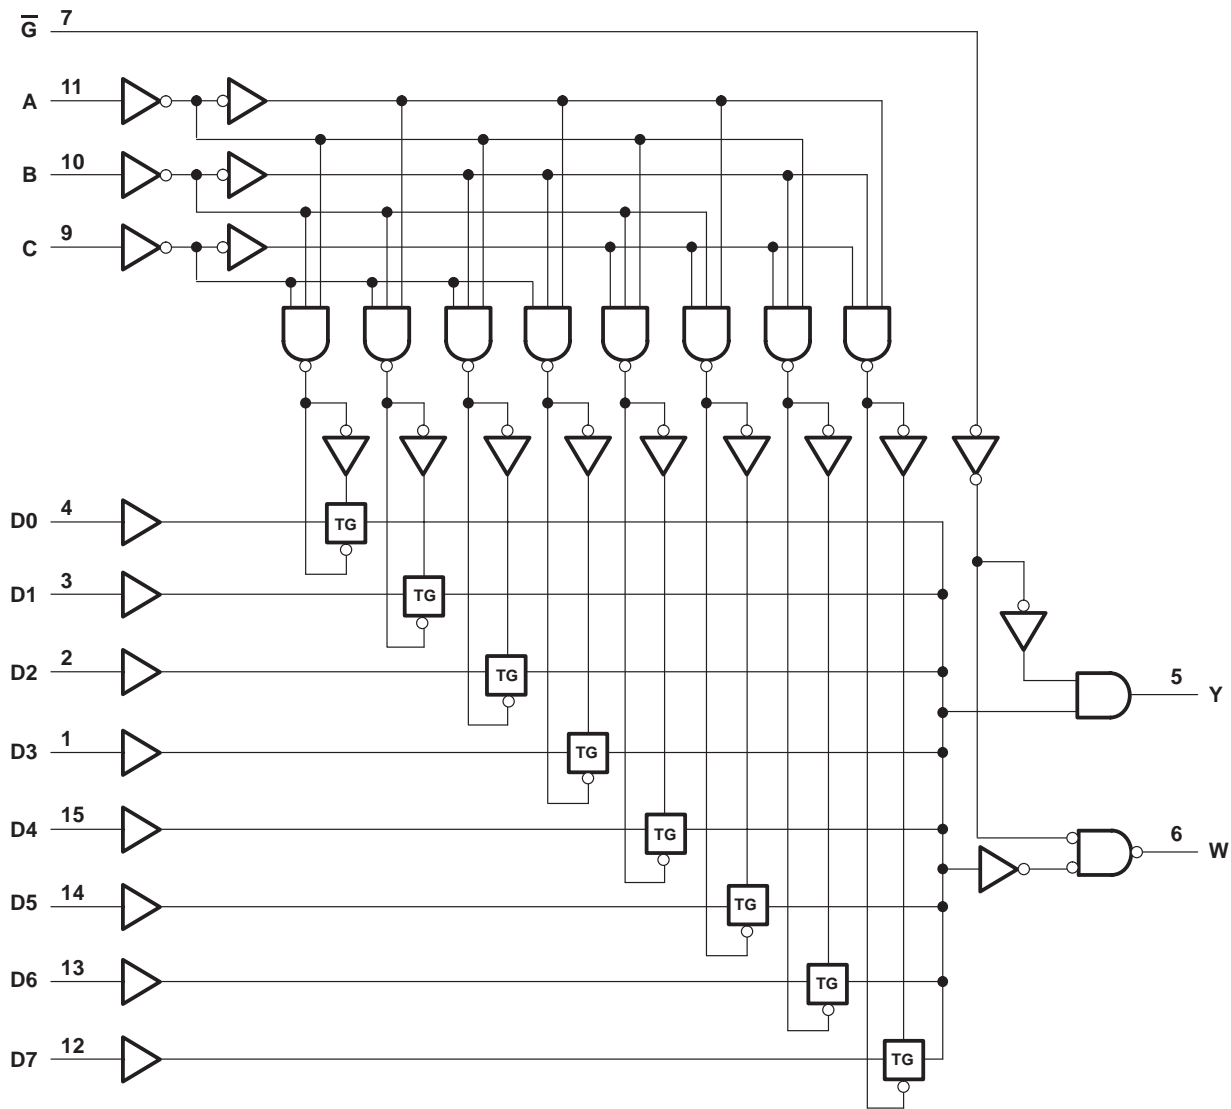 G̅ 7
A 11
B 10
C 9
D0 4 TG
D1 3 TG
D2 2 TG
5 Y
D3 1 TG
D4 15 TG
6 W
D5 14 TG
D6 13 TG
D7 12 TG